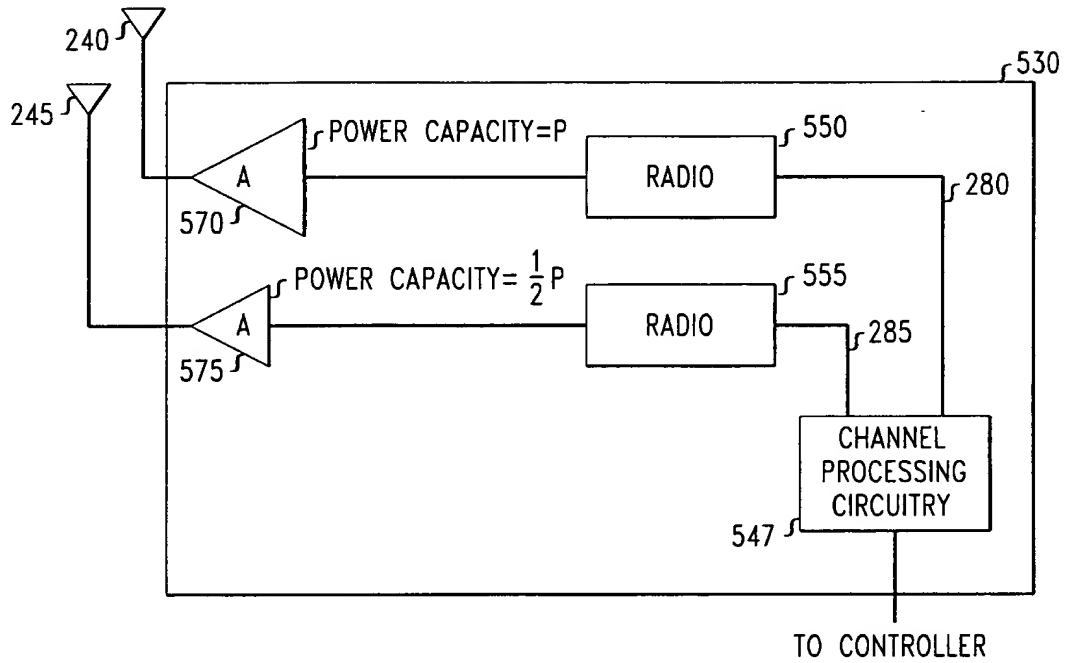 240
530
245
POWER CAPACITY=P
550
A
RADIO
280
570
POWER CAPACITY= 1/2 P
555
A
RADIO
285
575
CHANNEL
PROCESSING
CIRCUITRY
547
TO CONTROLLER